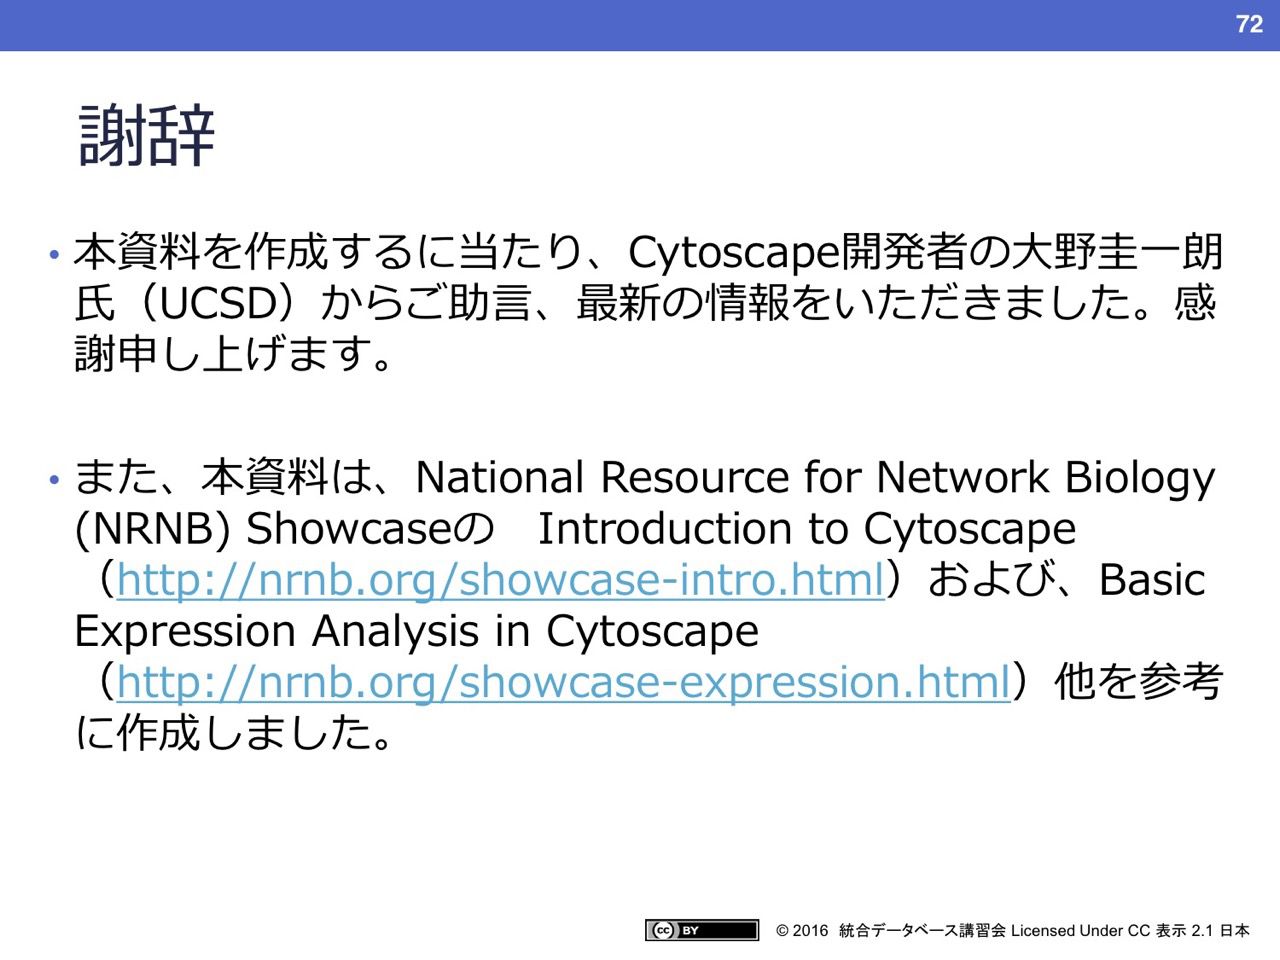 72
謝辞
• 本資料を作成するに当たり、Cytoscape開発者の大野圭一朗
氏（UCSD）からご助言、最新の情報をいただきました。感
謝申し上げます。
• また、本資料は、National Resource for Network Biology
(NRNB) Showcaseの　Introduction to Cytoscape
（http://nrnb.org/showcase-intro.html）および、Basic
Expression Analysis in Cytoscape
（http://nrnb.org/showcase-expression.html）他を参考
に作成しました。
cc BY © 2016 統合データベース講習会 Licensed Under CC 表示 2.1 日本